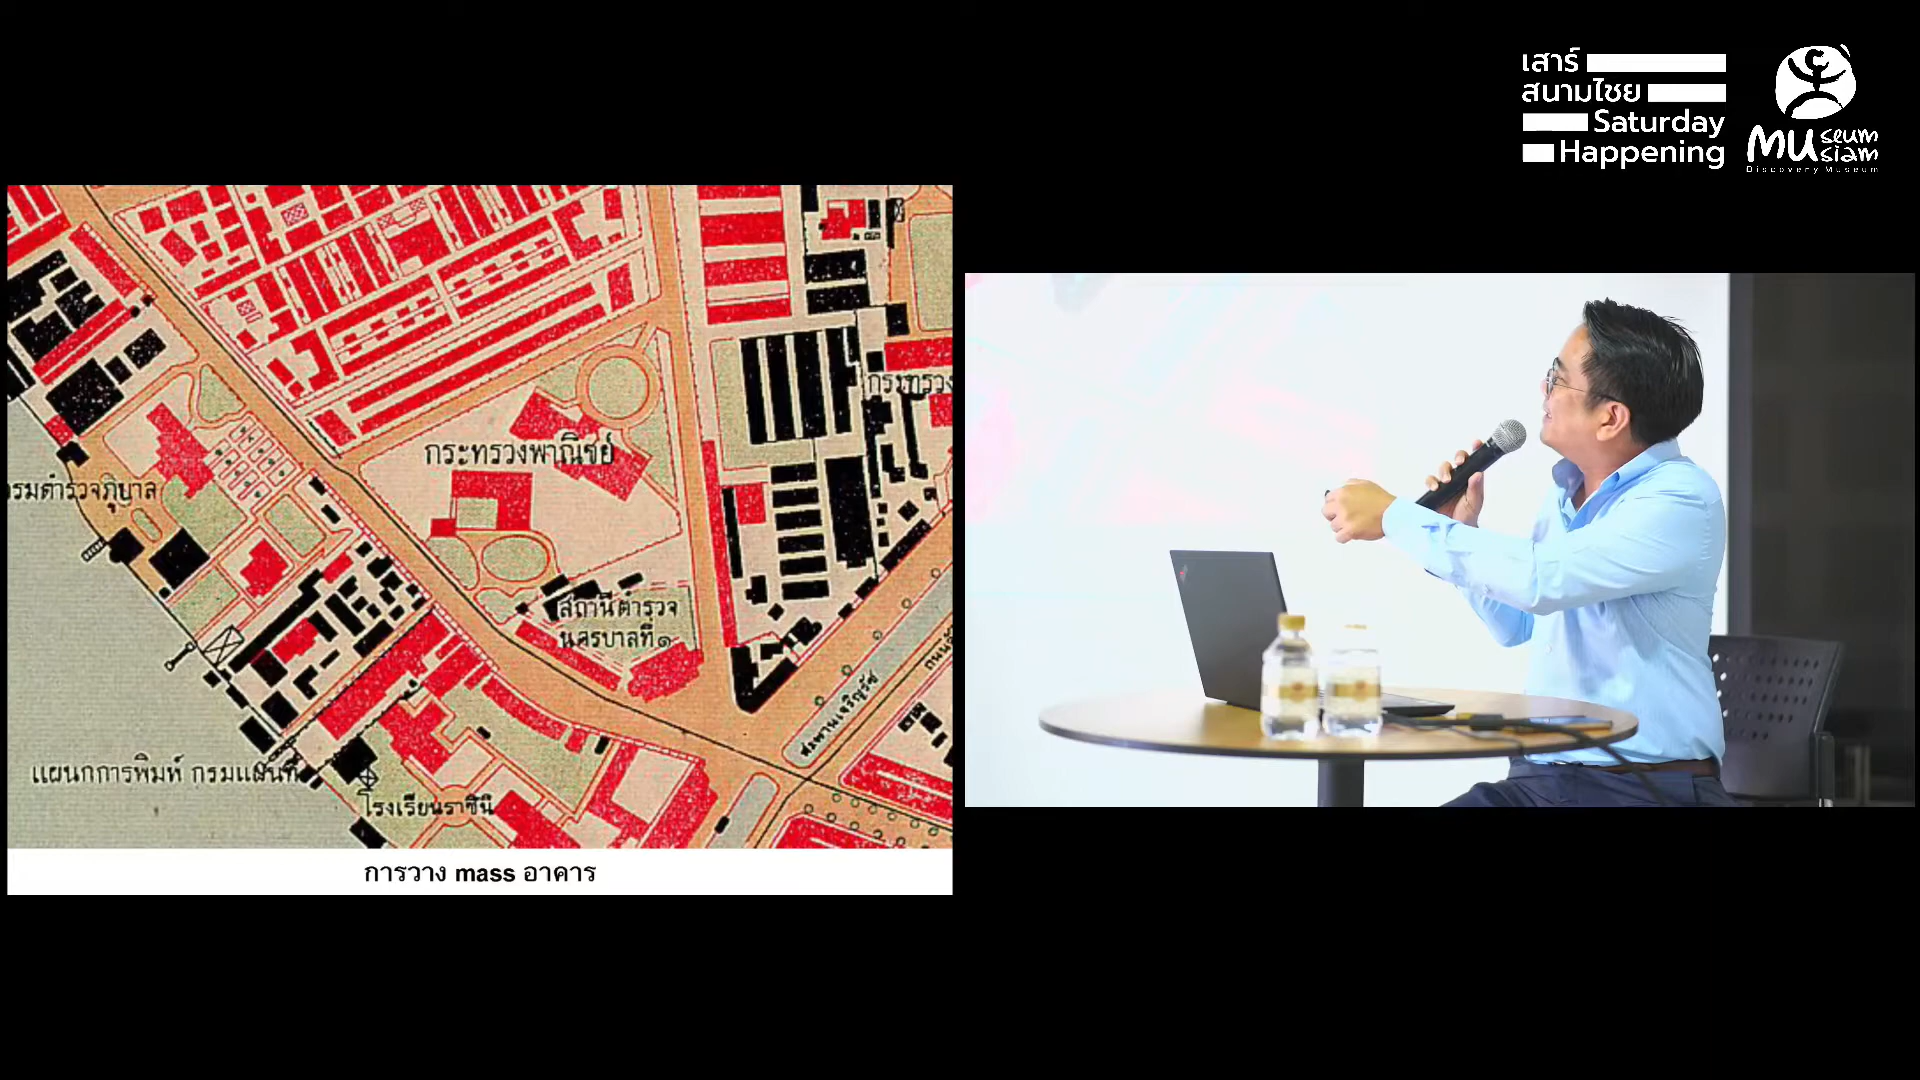 เสาร์
สนามไชย
Saturday
Happening
MUseum
siam
Discovery Museum
กระทรวง
กระทรวงพาณิชย์
กรมตำรวจภูบาล
สถานีตำรวจ
นครบาลที่๑
สะพานเจริญรัช
แผนกการพิมพ์ กรมแผนที่
โรงเรียนราชินี
การวาง mass อาคาร